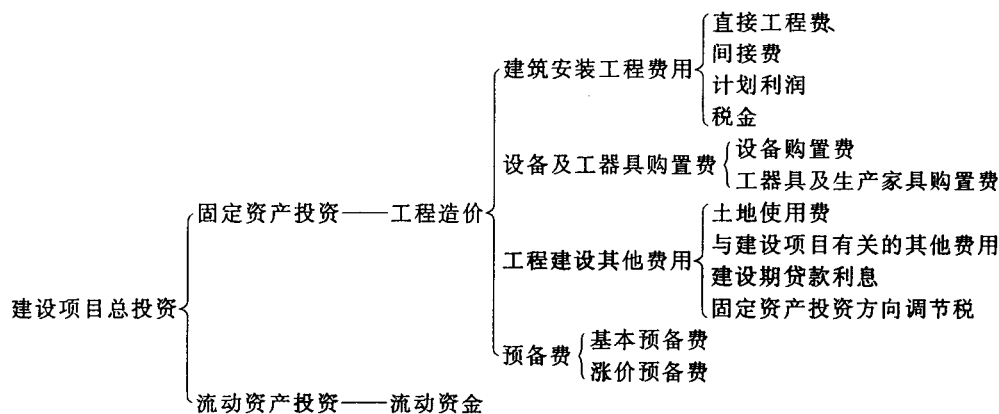 直接工程费、
间接费
建筑安装工程费用
计划利润
税金
设备购置费
设备及工器具购置费
工器具及生产家具购置费
固定资产投资——工程造价
土地使用费
与建设项目有关的其他费用
工程建设其他费用
建设期贷款利息
建设项目总投资
固定资产投资方向调节税
基本预备费
预备费
涨价预备费
流动资产投资——流动资金